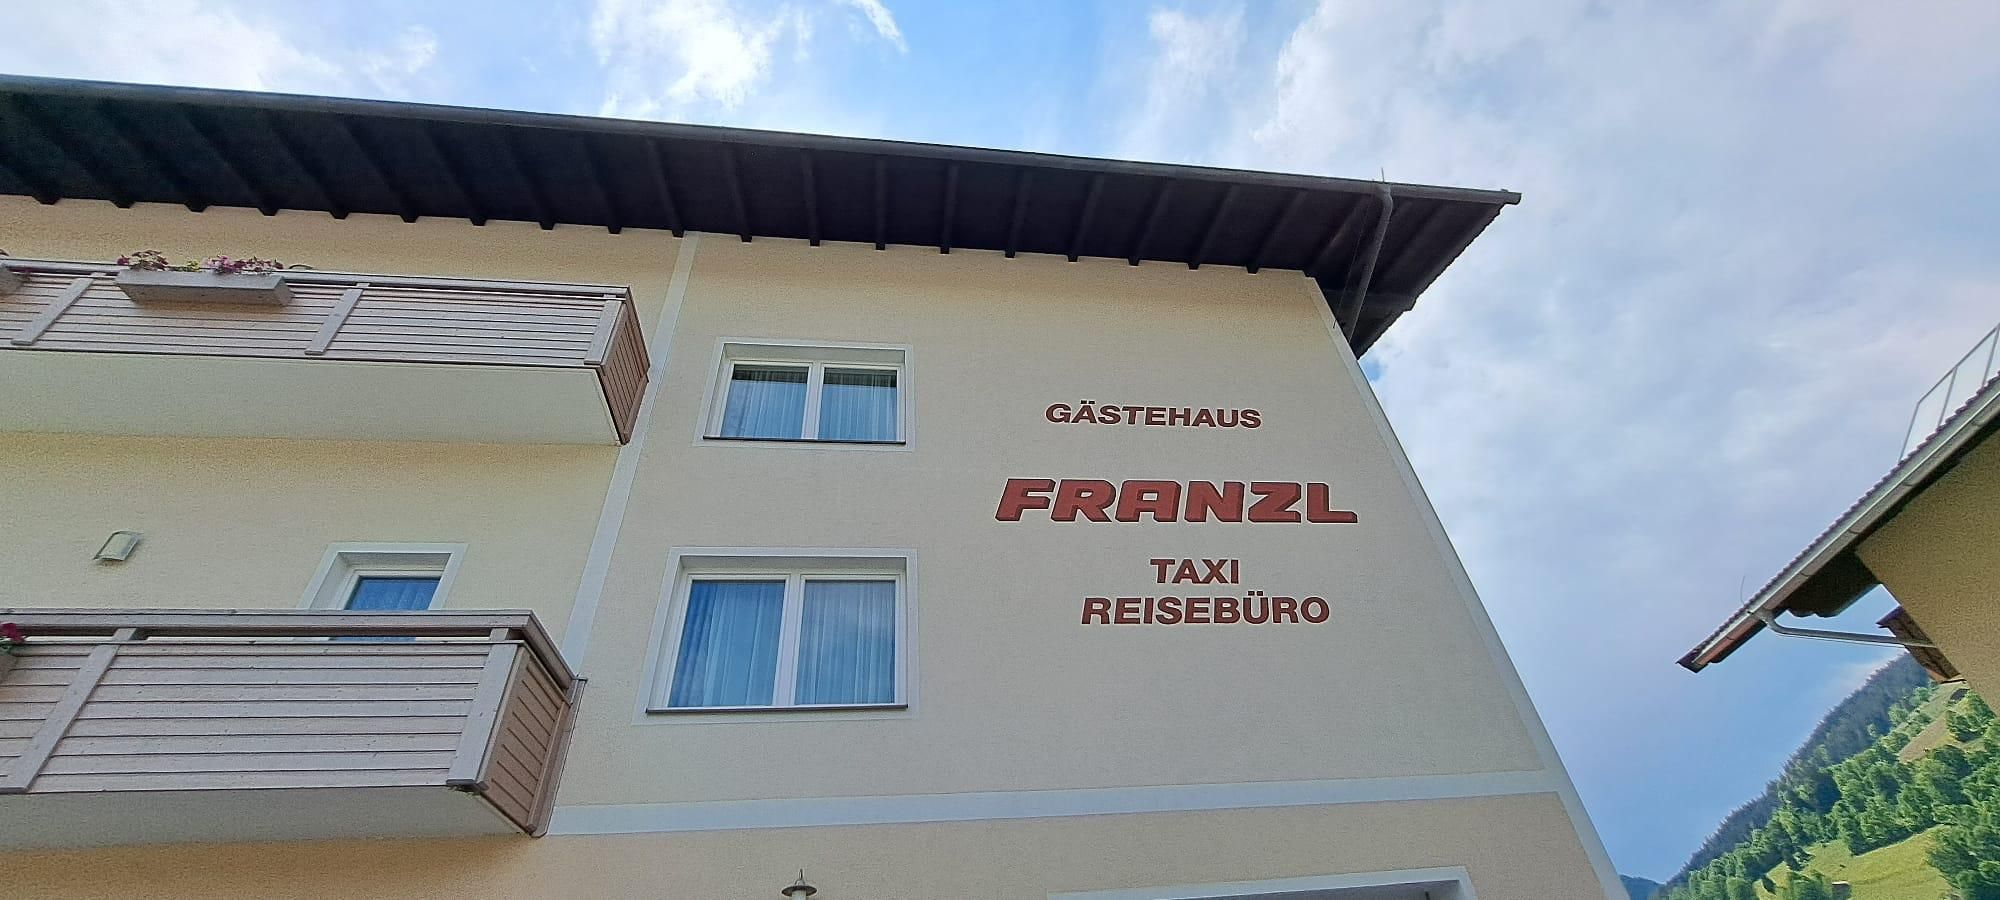 GÄSTEHAUS
FRANZL
TAXI
REISEBÜRO